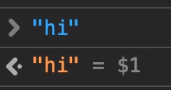 "hi"
"hi" = $1